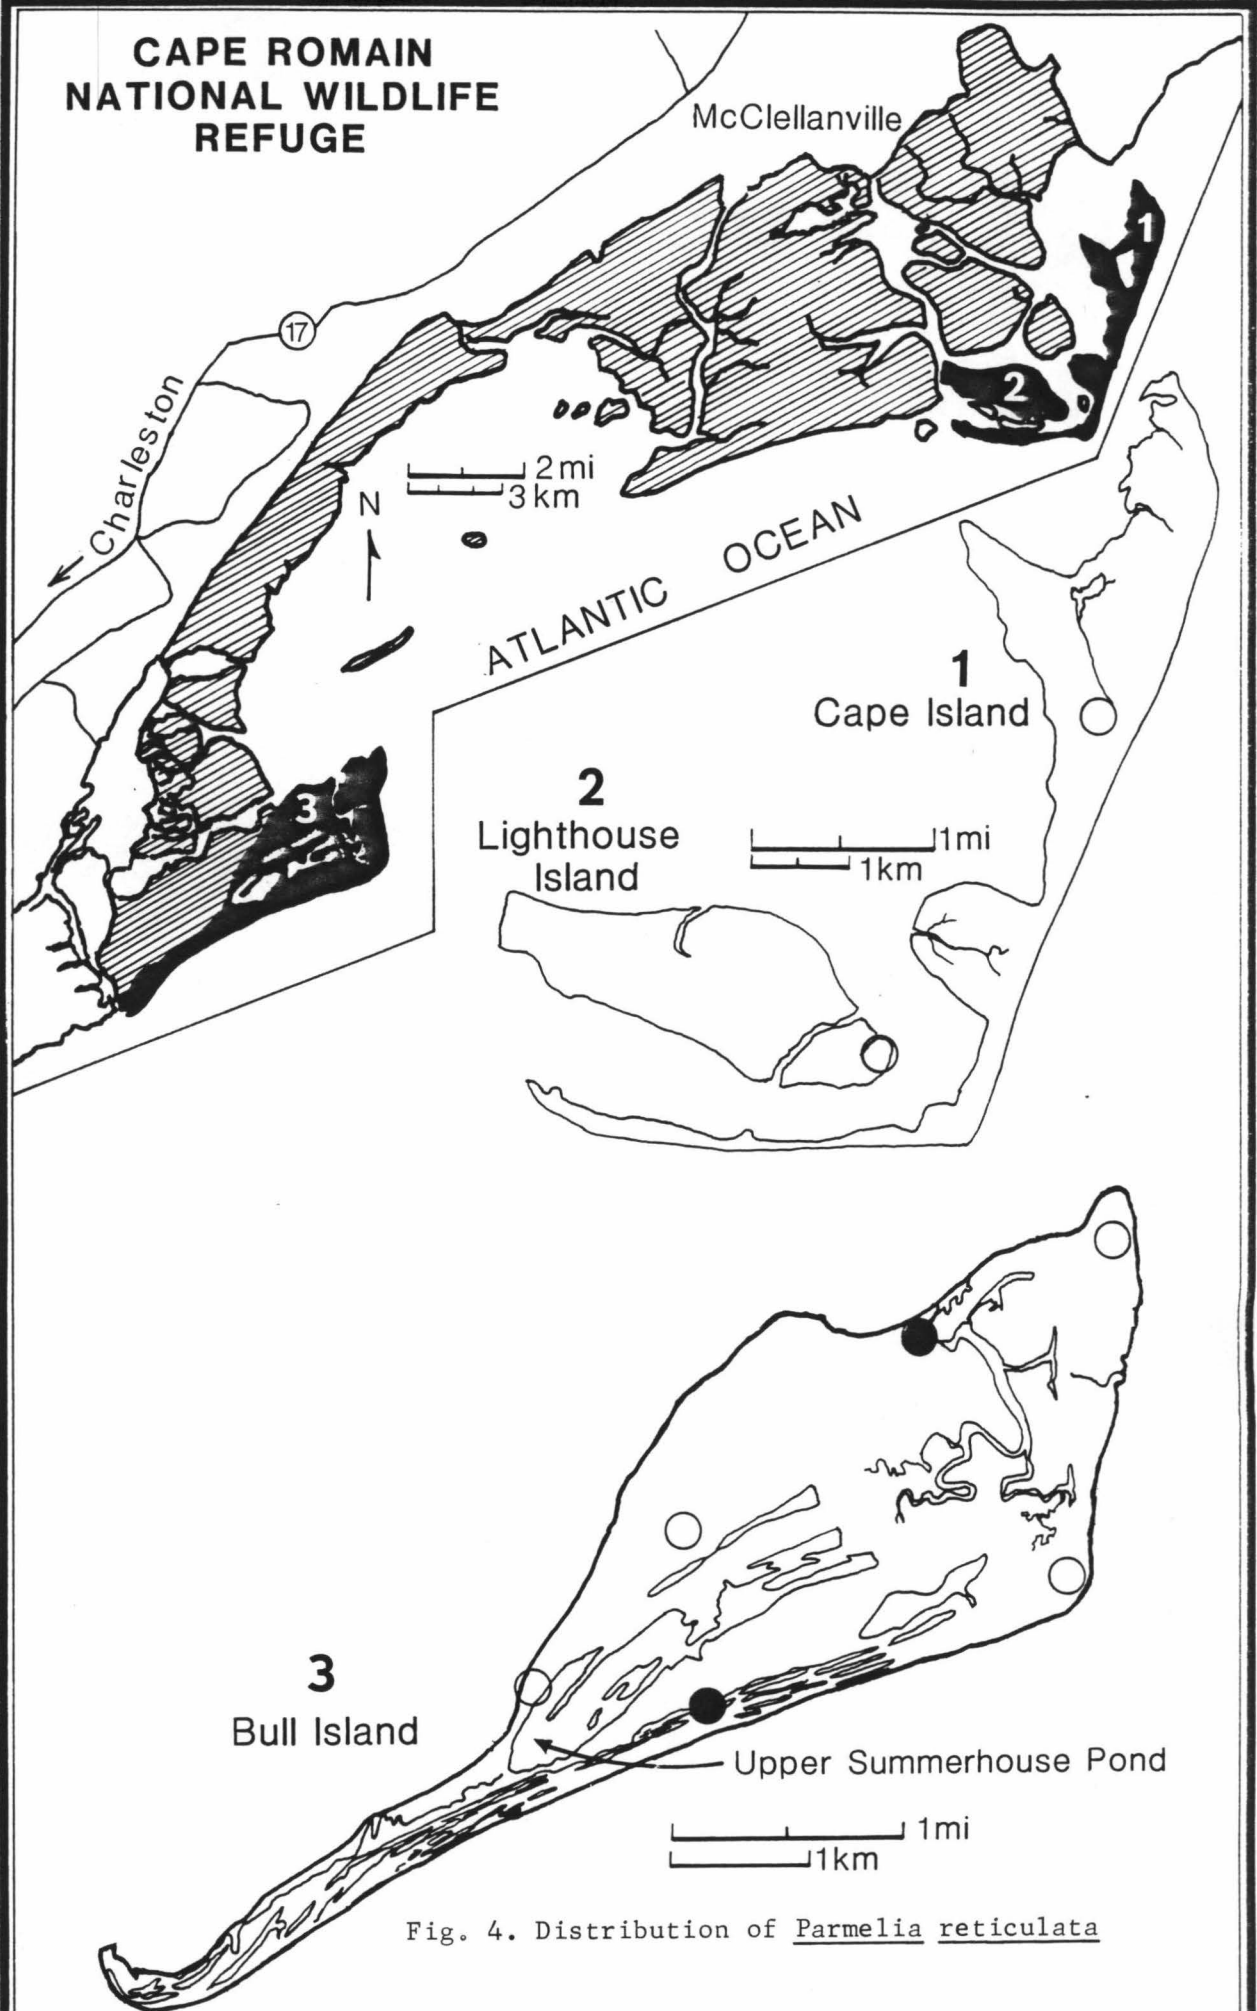 CAPE ROMAIN
NATIONAL WILDLIFE
REFUGE
McClellanville
1
17
2
Charleston
2 mi
3 km
N
ATLANTIC OCEAN
1
Cape Island
2
Lighthouse
Island
1mi
1km
3
3
Bull Island
Upper Summerhouse Pond
1mi
1km
Fig. 4. Distribution of Parmelia reticulata